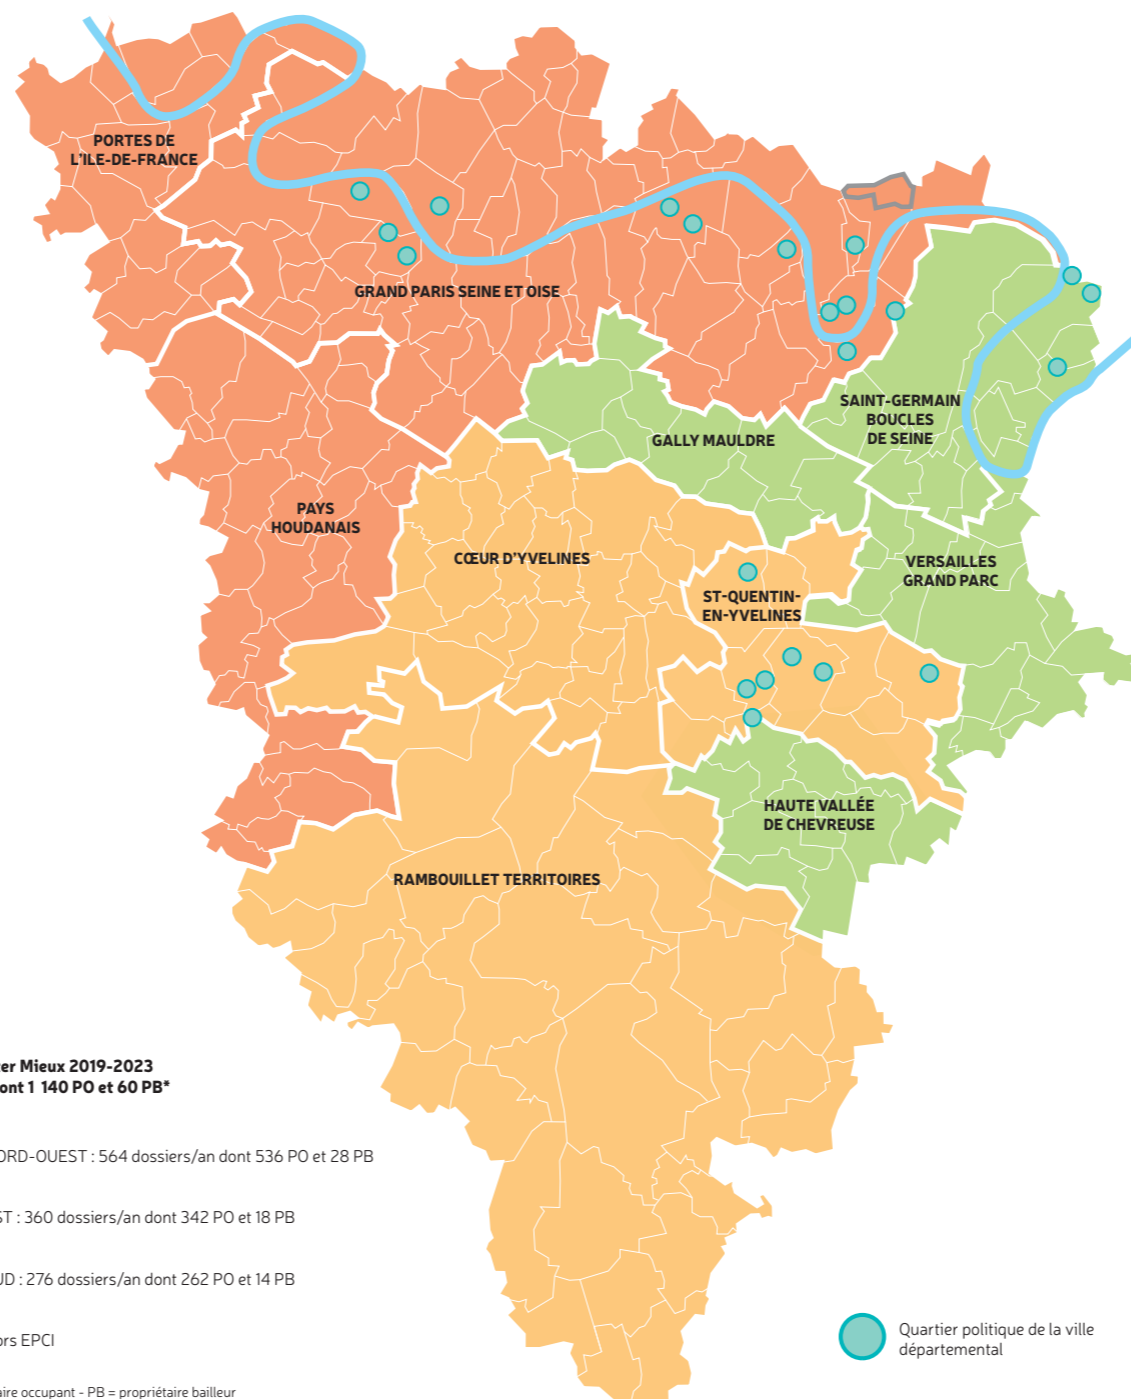 PORTES DE
L'ILE-DE-FRANCE
GRAND PARIS SEINE ET OISE
SAINT-GERMAIN
BOUCLES
DE SEINE
GALLY MAULDRE
PAYS
HOUDANAIS
CŒUR D'YVELINES
VERSAILLES
GRAND PARC
ST-QUENTIN-
EN-YVELINES
HAUTE VALLÉE
DE CHEVREUSE
RAMBOUILLET TERRITOIRES
er Mieux 2019-2023
ont 1 140 PO et 60 PB*
ORD-OUEST : 564 dossiers/an dont 536 PO et 28 PB
ST : 360 dossiers/an dont 342 PO et 18 PB
UD : 276 dossiers/an dont 262 PO et 14 PB
ors EPCI
aire occupant - PB = propriétaire bailleur
Quartier politique de la ville
départemental